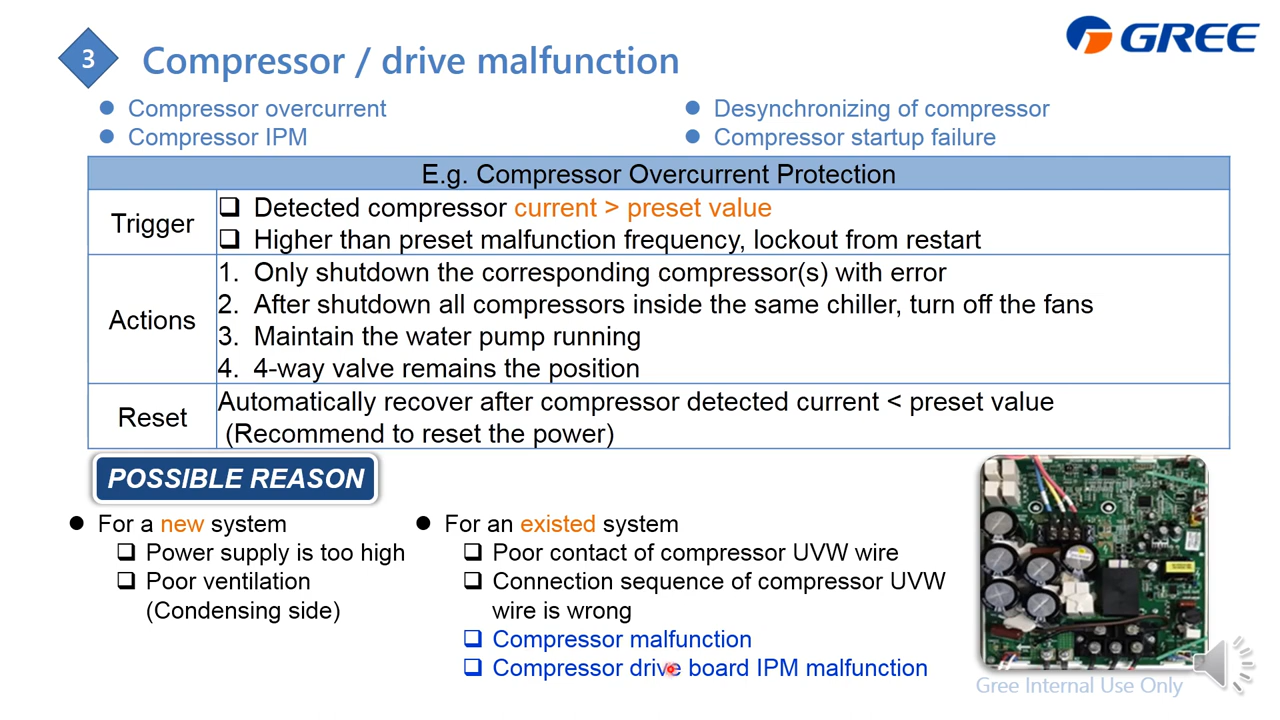 3
Compressor / drive malfunction
GREE
Compressor overcurrent
Compressor IPM
Desynchronizing of compressor
Compressor startup failure
E.g. Compressor Overcurrent Protection
Trigger
Detected compressor current > preset value
Higher than preset malfunction frequency, lockout from restart
Actions
1. Only shutdown the corresponding compressor(s) with error
2. After shutdown all compressors inside the same chiller, turn off the fans
3. Maintain the water pump running
4. 4-way valve remains the position
Reset
Automatically recover after compressor detected current < preset value
(Recommend to reset the power)
POSSIBLE REASON
For a new system
Power supply is too high
Poor ventilation
(Condensing side)
For an existed system
Poor contact of compressor UVW wire
Connection sequence of compressor UVW
wire is wrong
Compressor malfunction
Compressor drive board IPM malfunction
Gree Internal Use Only